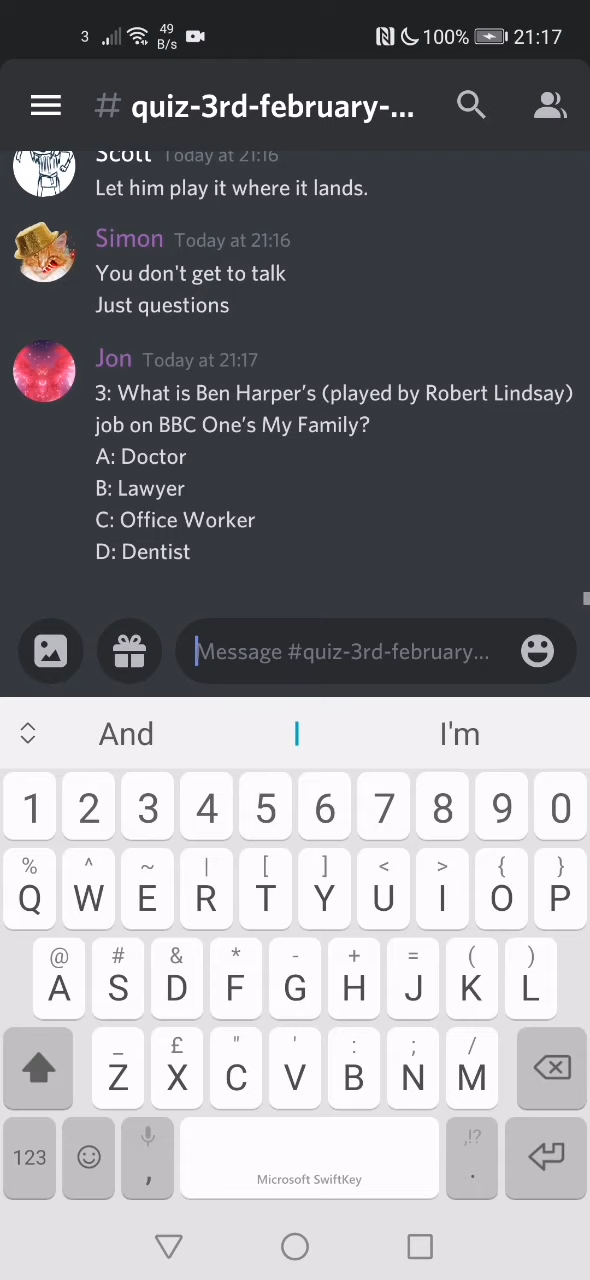 3 49 B/s 100% 21:17
# quiz-3rd-february-...
Scott Today at 21:16
Let him play it where it lands.
Simon Today at 21:16
You don't get to talk
Just questions
Jon Today at 21:17
3: What is Ben Harper’s (played by Robert Lindsay)
job on BBC One’s My Family?
A: Doctor
B: Lawyer
C: Office Worker
D: Dentist
Message #quiz-3rd-february...
And I I'm
1 2 3 4 5 6 7 8 9 0
% ^ ~ | [ ] < > { }
Q W E R T Y U I O P
@ # & * - + = ( )
A S D F G H J K L
_ £ " ' : ; /
Z X C V B N M
123 , Microsoft SwiftKey ,!? .